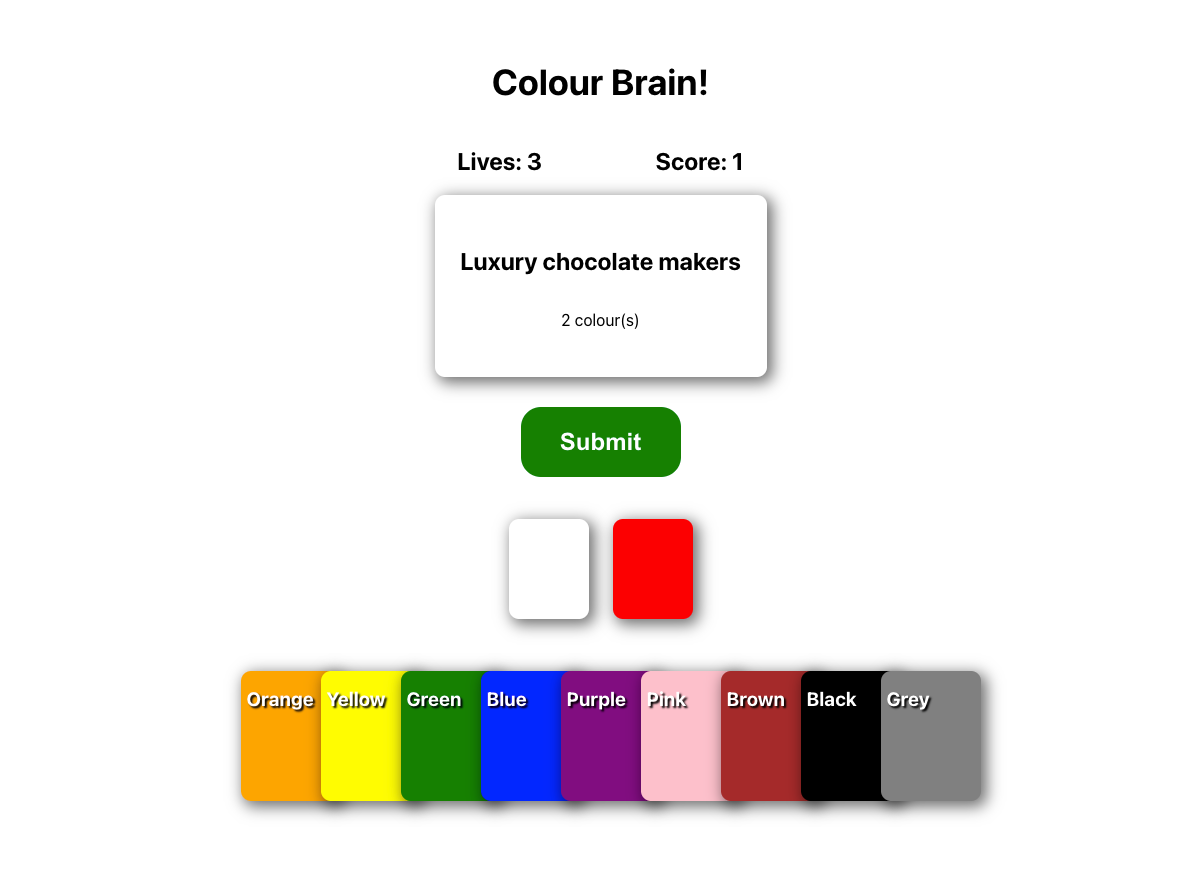 Colour Brain!
Lives: 3 Score: 1
Luxury chocolate makers
2 colour(s)
Submit
Orange Yellow Green Blue Purple Pink Brown Black Grey